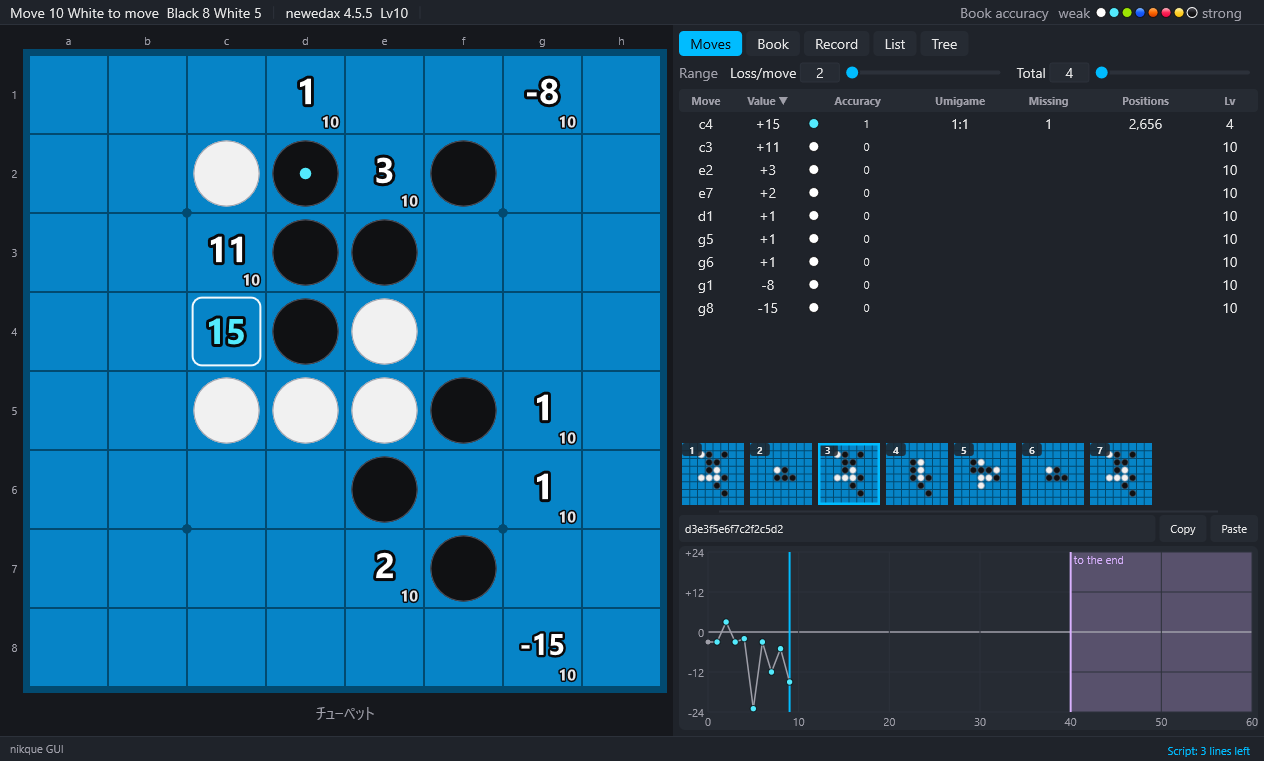 Move 10 White to move Black 8 White 5 newedax 4.5.5 Lv10 Book accuracy weak strong
a b c d e f g h
1 2 3 4 5 6 7 8
1 10
-8 10
3 10
11 10
15
1 10
1 10
2 10
-15 10
チューペット
Moves Book Record List Tree
Range Loss/move 2 Total 4
Move Value▼ Accuracy Umigame Missing Positions Lv
c4 +15 1 1:1 1 2,656 4
c3 +11 0 10
e2 +3 0 10
e7 +2 0 10
d1 +1 0 10
g5 +1 0 10
g6 +1 0 10
g1 -8 0 10
g8 -15 0 10
1 2 3 4 5 6 7
d3e3f5e6f7c2f2c5d2 Copy Paste
+24
+12
0
-12
-24
to the end
0 10 20 30 40 50 60
nikque GUI Script: 3 lines left